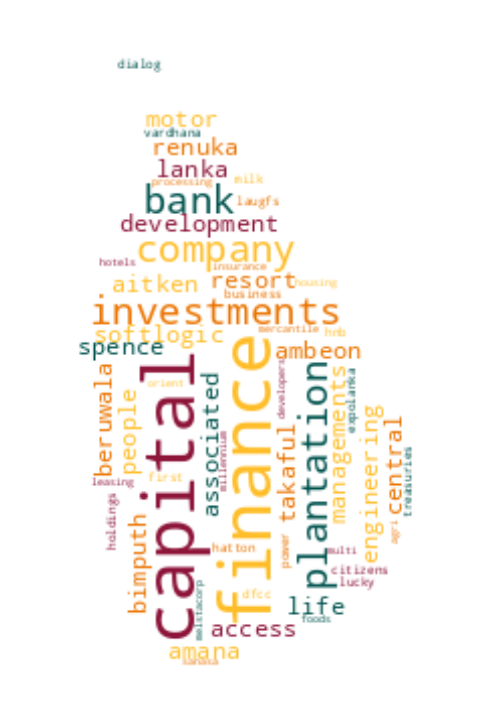 dialog
motor
vardhana
renuka
lanka
processing
milk
bank
laugfs
development
company
hotels
insurance
aitken
resort
housing
business
investments
softlogic
mercantile
hnb
spence
ambeon
capital
finance
orient
beruwala
people
associated
millennium
developers
plantation
managements
expolanka
engineering
central
treasuries
takaful
leasing
first
holdings
bimputh
hatton
power
multi
agri
citizens
lucky
melstacorp
dfcc
life
foods
access
amana